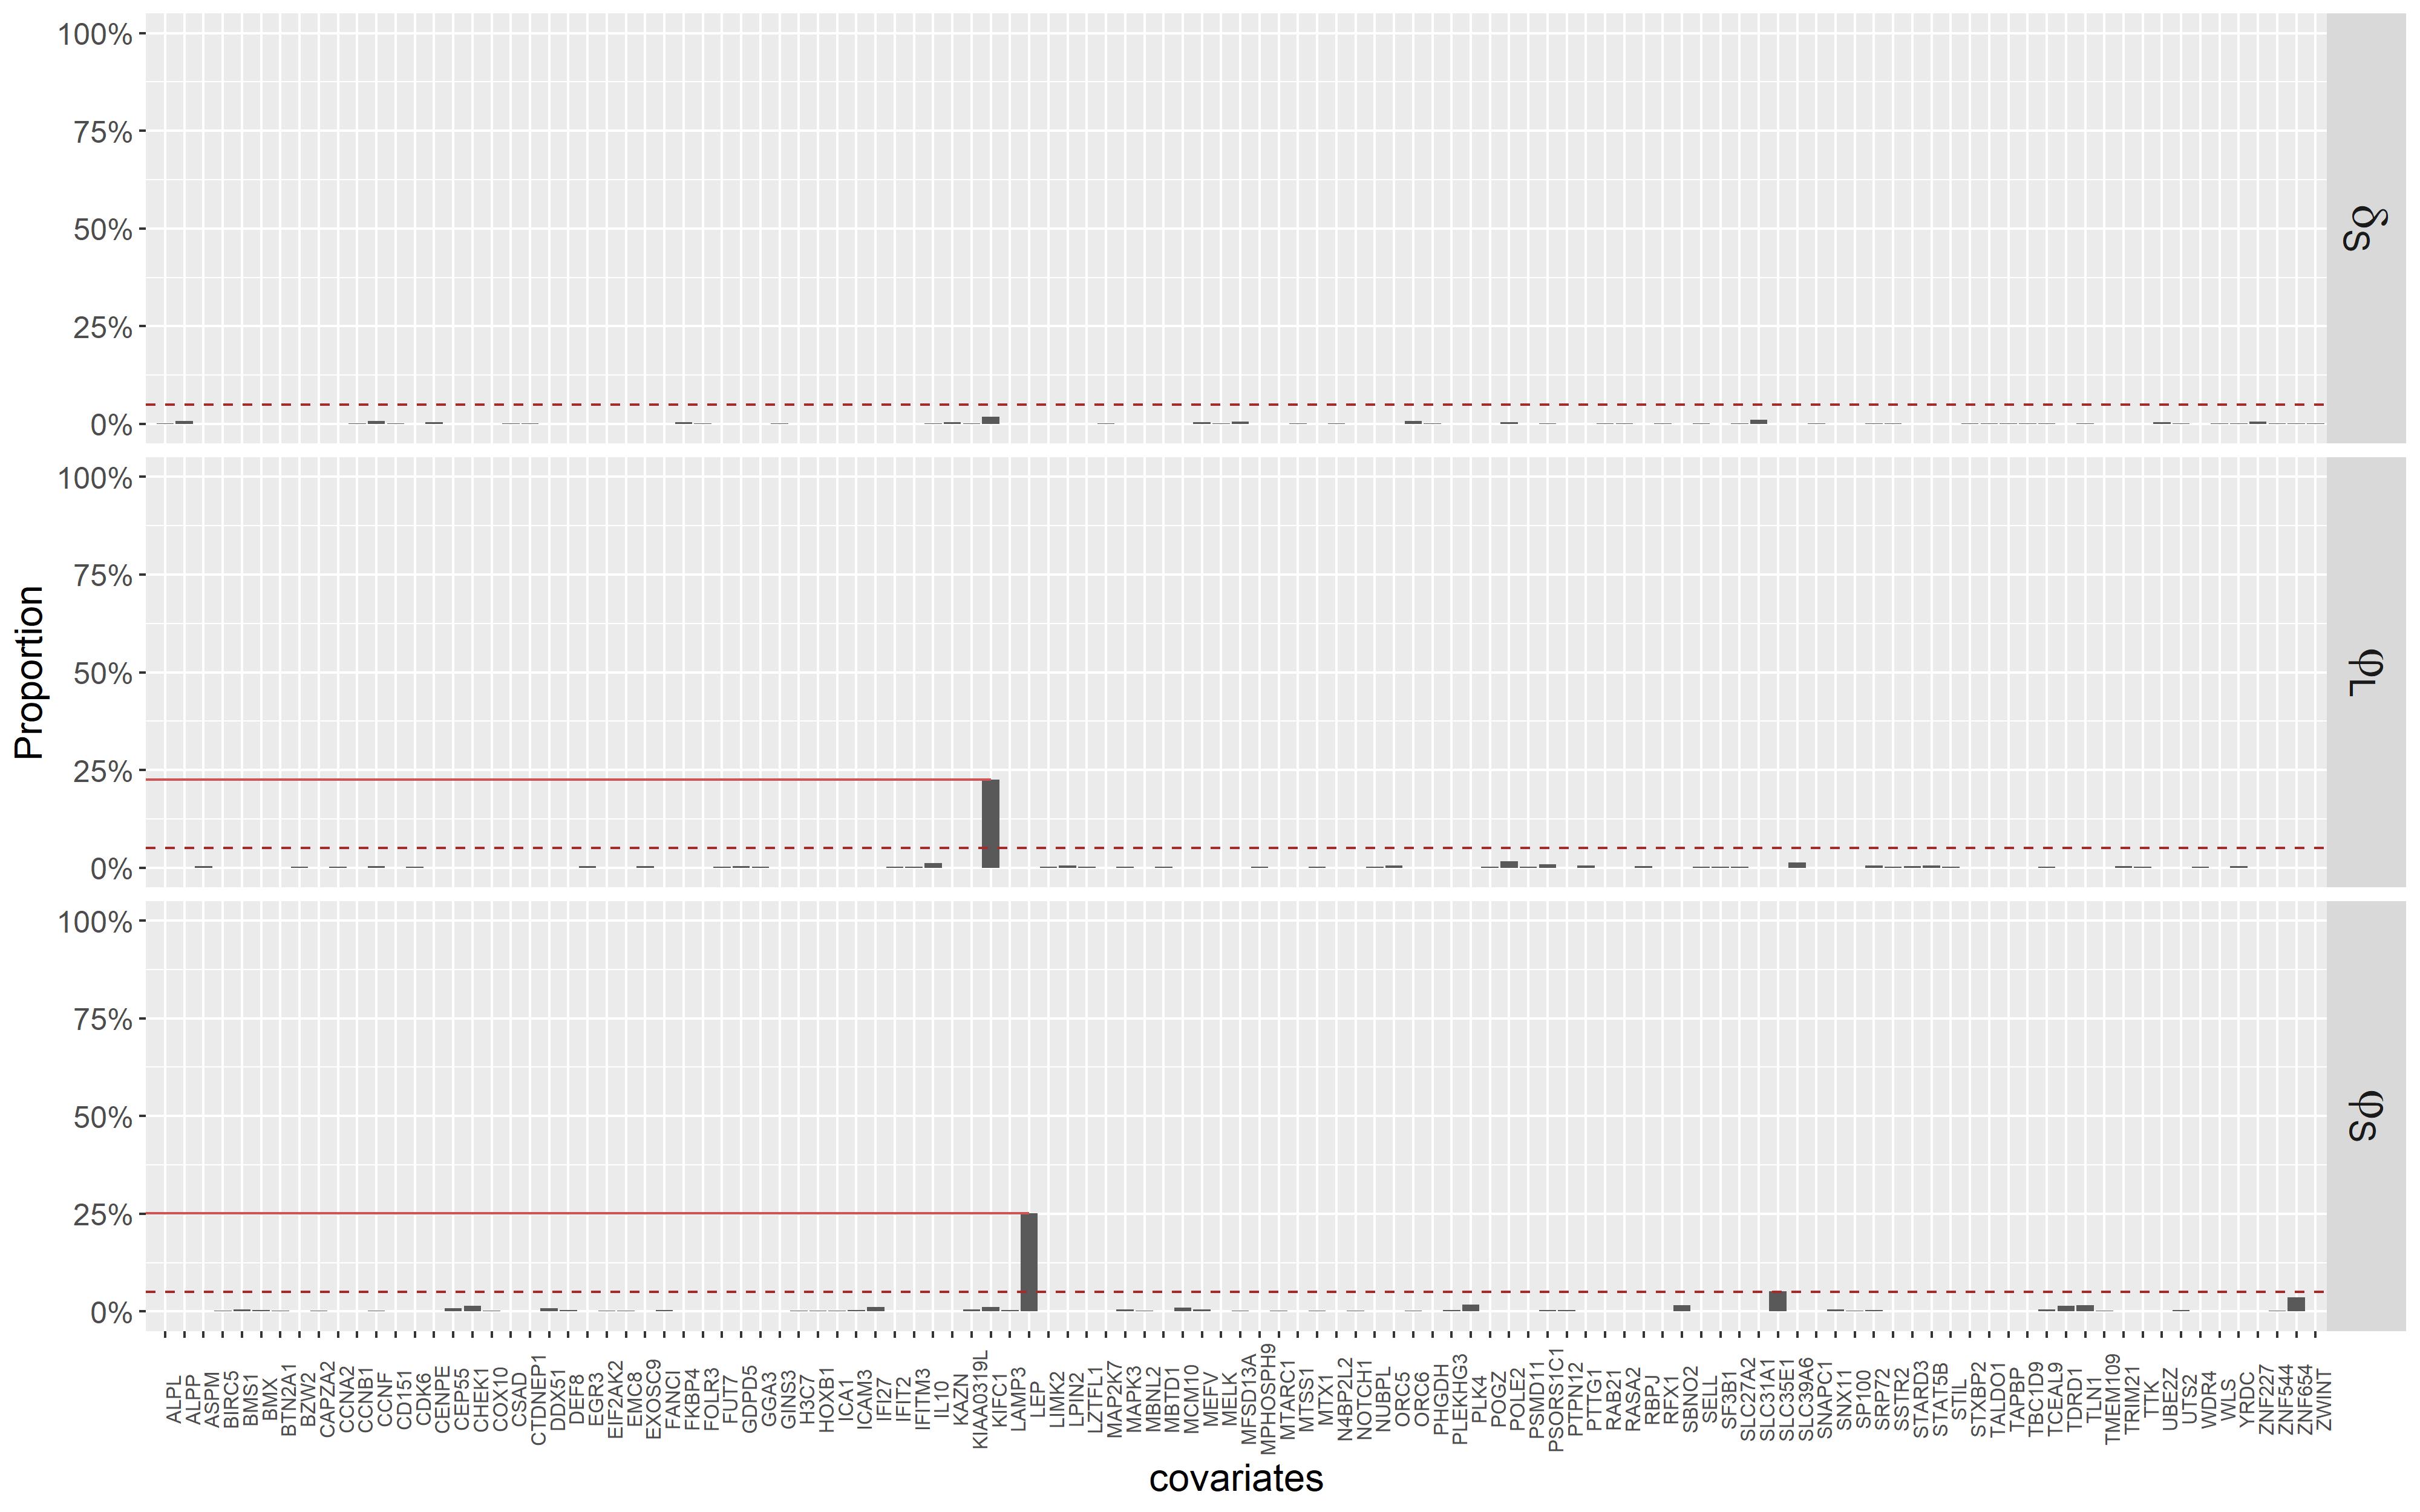 Proportion
100%
75%
50%
25%
0%
δS
100%
75%
50%
25%
0%
φL
100%
75%
50%
25%
0%
φS
ALPL
ALPP
ASPM
BIRC5
BMS1
BMX
BTN2A1
BZW2
CAPZA2
CCNA2
CCNB1
CCNF
CD151
CDK6
CENPE
CEP55
CHEK1
COX10
CSAD
CTDNEP1
DDX51
DEF8
EGR3
EIF2AK2
EMC8
EXOSC9
FANCI
FKBP4
FOLR3
FUT7
GDPD5
GGA3
GINS3
H3C7
HOXB1
ICA1
ICAM3
IFI27
IFIT2
IFITM3
IL10
KAZN
KIAA0319L
KIFC1
LAMP3
LEP
LIMK2
LPIN2
LZTFL1
MAP2K7
MAPK3
MBNL2
MBTD1
MCM10
MEFV
MELK
MFSD13A
MPHOSPH9
MTARC1
MTSS1
MTX1
N4BP2L2
NOTCH1
NUBPL
ORC5
ORC6
PHGDH
PLEKHG3
PLK4
POGZ
POLE2
PSMD11
PSORS1C1
PTPN12
PTTG1
RAB21
RASA2
RBPJ
RFX1
SBNO2
SELL
SF3B1
SLC27A2
SLC31A1
SLC35E1
SLC39A6
SNAPC1
SNX11
SP100
SRP72
SSTR2
STARD3
STAT5B
STIL
STXBP2
TALDO1
TAPBP
TBC1D9
TCEAL9
TDRD1
TLN1
TMEM109
TRIM21
TTK
UBE2Z
UTS2
WDR4
WLS
YRDC
ZNF227
ZNF544
ZNF654
ZWINT
covariates